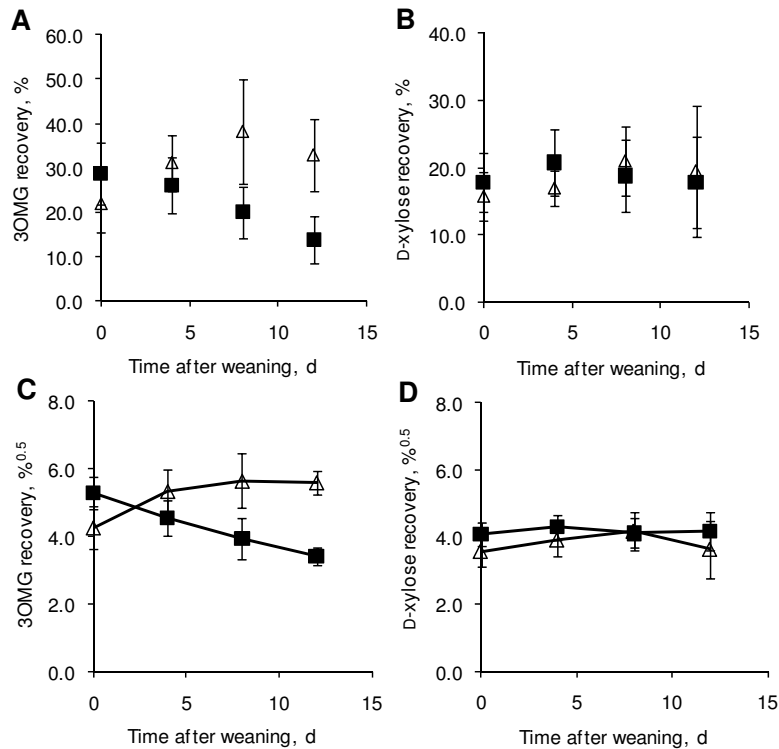 A
60.0
50.0
40.0
30.0
20.0
10.0
0.0
3OMG recovery, %
0 5 10 15
Time after weaning, d
B
40.0
30.0
20.0
10.0
0.0
D-xylose recovery, %
0 5 10 15
Time after weaning, d
C
8.0
6.0
4.0
2.0
0.0
3OMG recovery, %0.5
0 5 10 15
Time after weaning, d
D
8.0
6.0
4.0
2.0
0.0
D-xylose recovery, %0.5
0 5 10 15
Time after weaning, d